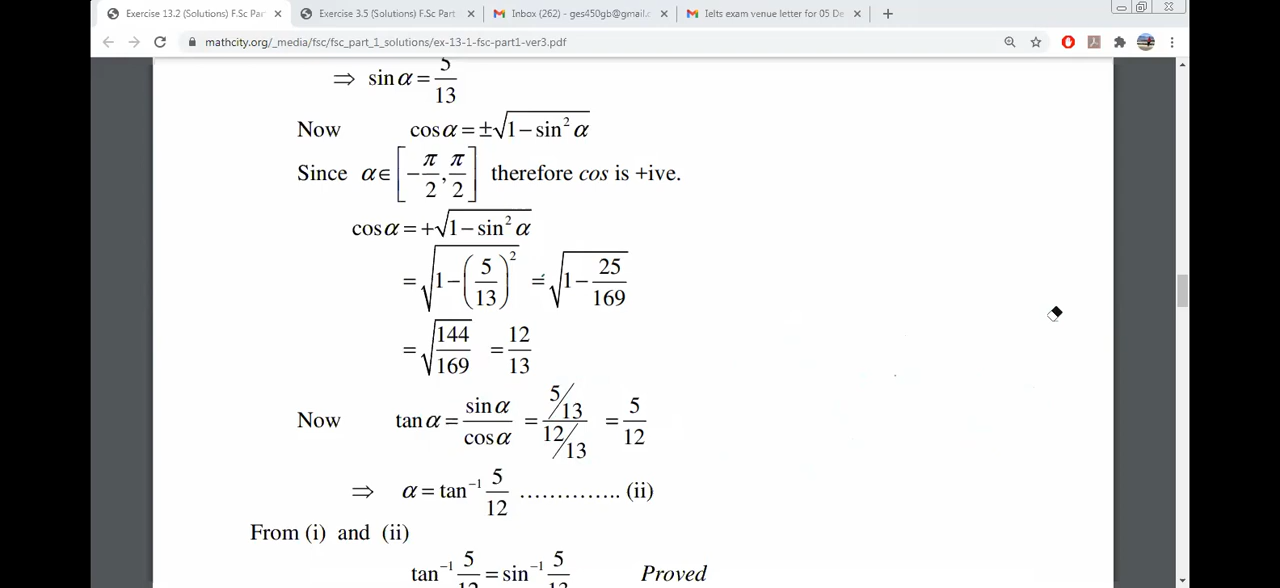 Exercise 13.2 (Solutions) F.Sc Par
Exercise 3.5 (Solutions) F.Sc Part
Inbox (262) - ges450gb@gmail.c
Ielts exam venue letter for 05 De
mathcity.org/_media/fsc/fsc_part_1_solutions/ex-13-1-fsc-part1-ver3.pdf
⇒ sin α = 5/13
Now cos α = ±√(1 − sin² α)
Since α ∈ [−π/2, π/2] therefore cos is +ive.
cos α = +√(1 − sin² α)
= √(1 − (5/13)²) = √(1 − 25/169)
= √(144/169) = 12/13
Now tan α = sin α/cos α = (5/13)/(12/13) = 5/12
⇒ α = tan⁻¹ 5/12 .............. (ii)
From (i) and (ii)
tan⁻¹ 5/12 = sin⁻¹ 5/13 Proved